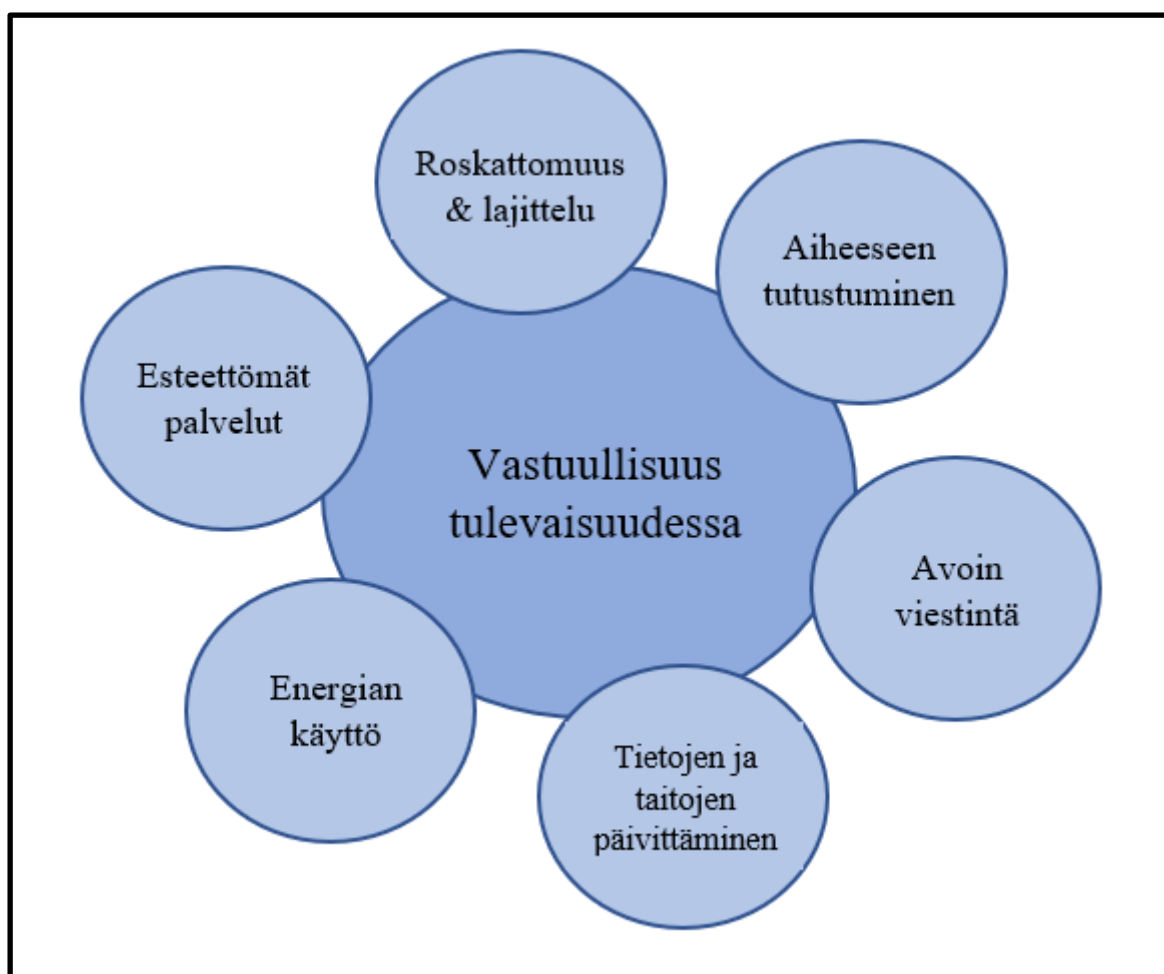 Roskattomuus
& lajittelu
Aiheeseen
tutustuminen
Esteettömät
palvelut
Vastuullisuus
tulevaisuudessa
Avoin
viestintä
Energian
käyttö
Tietojen ja
taitojen
päivittäminen